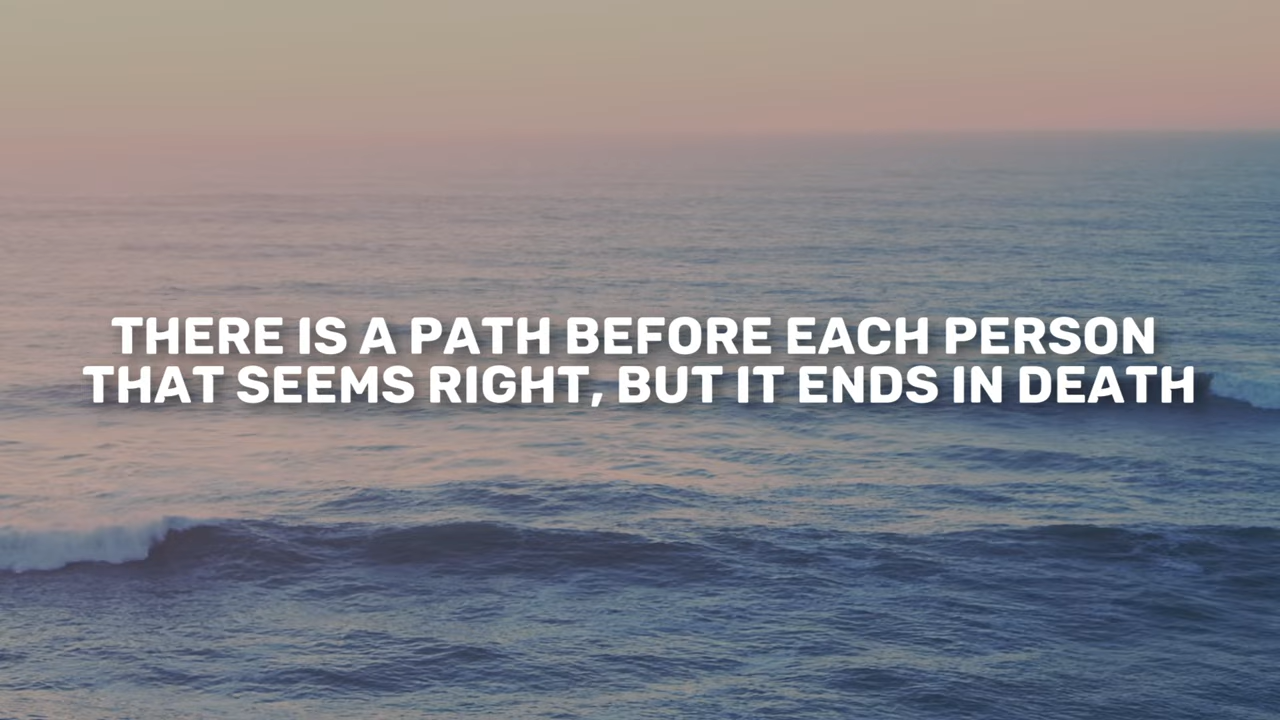 THERE IS A PATH BEFORE EACH PERSON
THAT SEEMS RIGHT, BUT IT ENDS IN DEATH